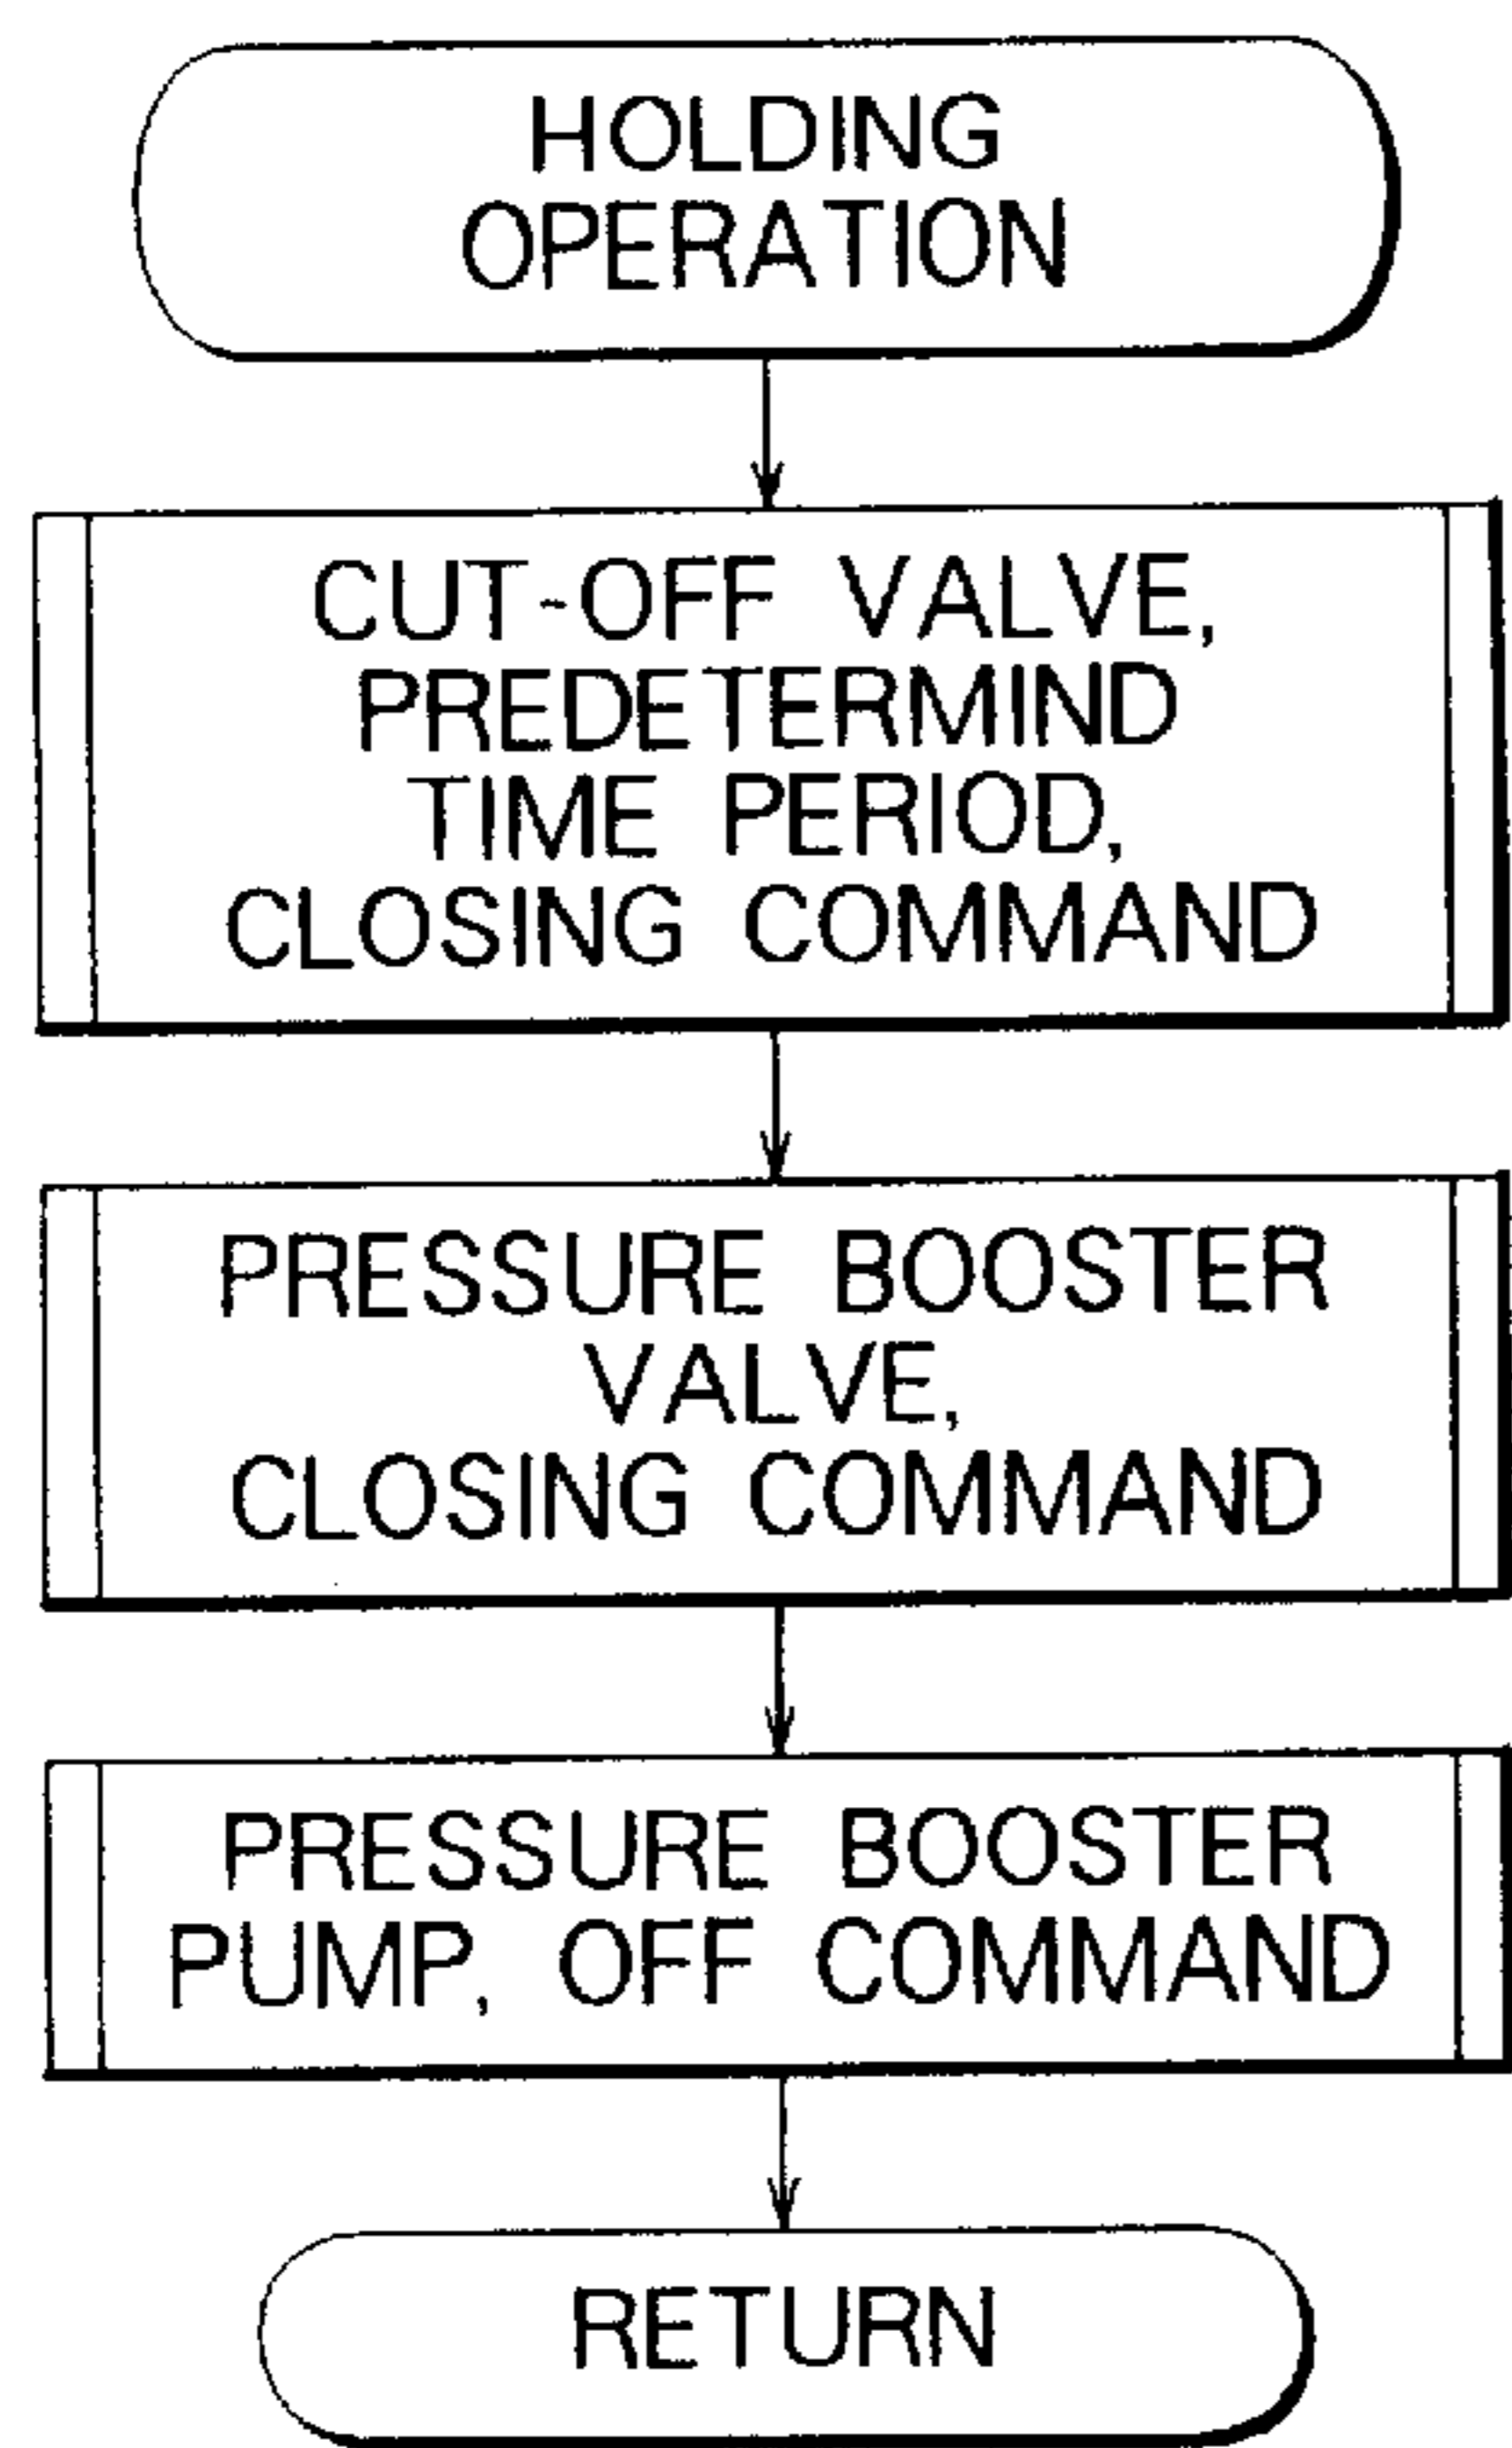 HOLDING
OPERATION
CUT-OFF VALVE,
PREDETERMIND
TIME PERIOD,
CLOSING COMMAND
PRESSURE BOOSTER
VALVE,
CLOSING COMMAND
PRESSURE BOOSTER
PUMP, OFF COMMAND
RETURN